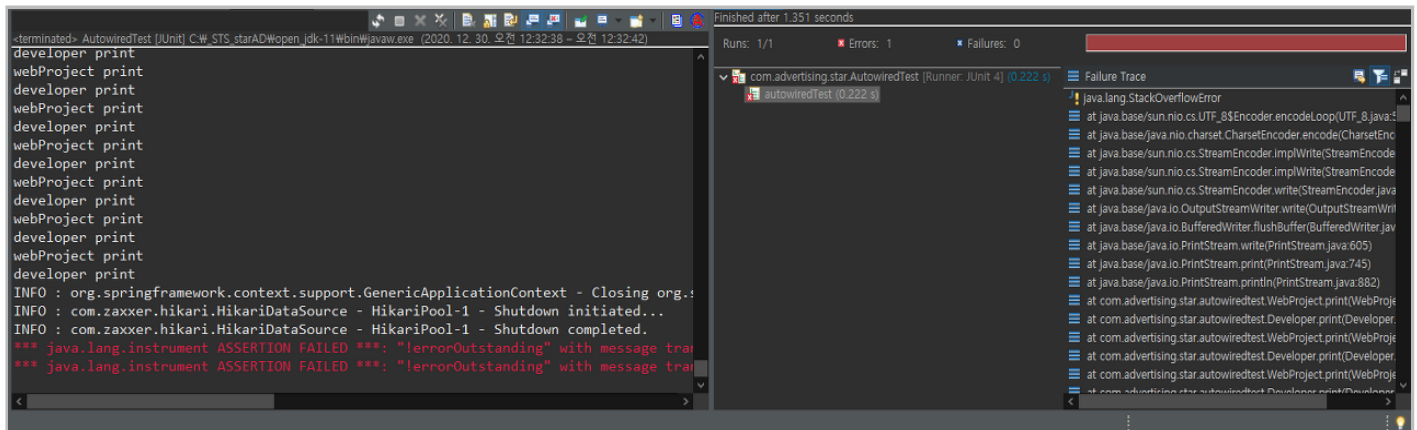 <terminated> AutowiredTest [JUnit] C:₩_STS_starAD₩open_jdk-11₩bin₩javaw.exe (2020. 12. 30. 오전 12:32:38 – 오전 12:32:42)
developer print
webProject print
developer print
webProject print
developer print
webProject print
developer print
webProject print
developer print
webProject print
developer print
webProject print
developer print
INFO : org.springframework.context.support.GenericApplicationContext - Closing org.s
INFO : com.zaxxer.hikari.HikariDataSource - HikariPool-1 - Shutdown initiated...
INFO : com.zaxxer.hikari.HikariDataSource - HikariPool-1 - Shutdown completed.
*** java.lang.instrument ASSERTION FAILED ***: "!errorOutstanding" with message tran
*** java.lang.instrument ASSERTION FAILED ***: "!errorOutstanding" with message tran
Finished after 1.351 seconds
Runs: 1/1 Errors: 1 Failures: 0
com.advertising.star.AutowiredTest [Runner: JUnit 4] (0.222 s)
autowiredTest (0.222 s)
Failure Trace
java.lang.StackOverflowError
at java.base/sun.nio.cs.UTF_8$Encoder.encodeLoop(UTF_8.java:5
at java.base/java.nio.charset.CharsetEncoder.encode(CharsetEnc
at java.base/sun.nio.cs.StreamEncoder.implWrite(StreamEncode
at java.base/sun.nio.cs.StreamEncoder.implWrite(StreamEncode
at java.base/sun.nio.cs.StreamEncoder.write(StreamEncoder.java
at java.base/java.io.OutputStreamWriter.write(OutputStreamWrit
at java.base/java.io.BufferedWriter.flushBuffer(BufferedWriter.jav
at java.base/java.io.PrintStream.write(PrintStream.java:605)
at java.base/java.io.PrintStream.print(PrintStream.java:745)
at java.base/java.io.PrintStream.println(PrintStream.java:882)
at com.advertising.star.autowiredtest.WebProject.print(WebProje
at com.advertising.star.autowiredtest.Developer.print(Developer.
at com.advertising.star.autowiredtest.WebProject.print(WebProje
at com.advertising.star.autowiredtest.Developer.print(Developer.
at com.advertising.star.autowiredtest.WebProject.print(WebProje
at com.advertising.star.autowiredtest.Developer.print(Developer